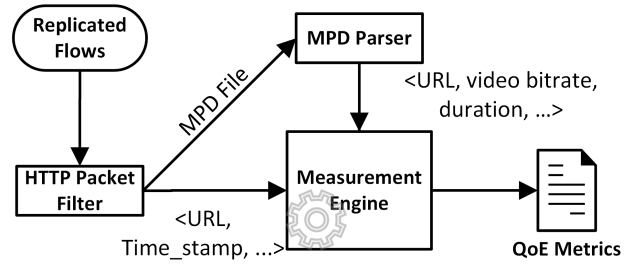 Replicated
Flows
MPD Parser
MPD File
<URL, video bitrate,
duration, ...>
HTTP Packet
Filter
<URL,
Time_stamp, ...>
Measurement
Engine
QoE Metrics